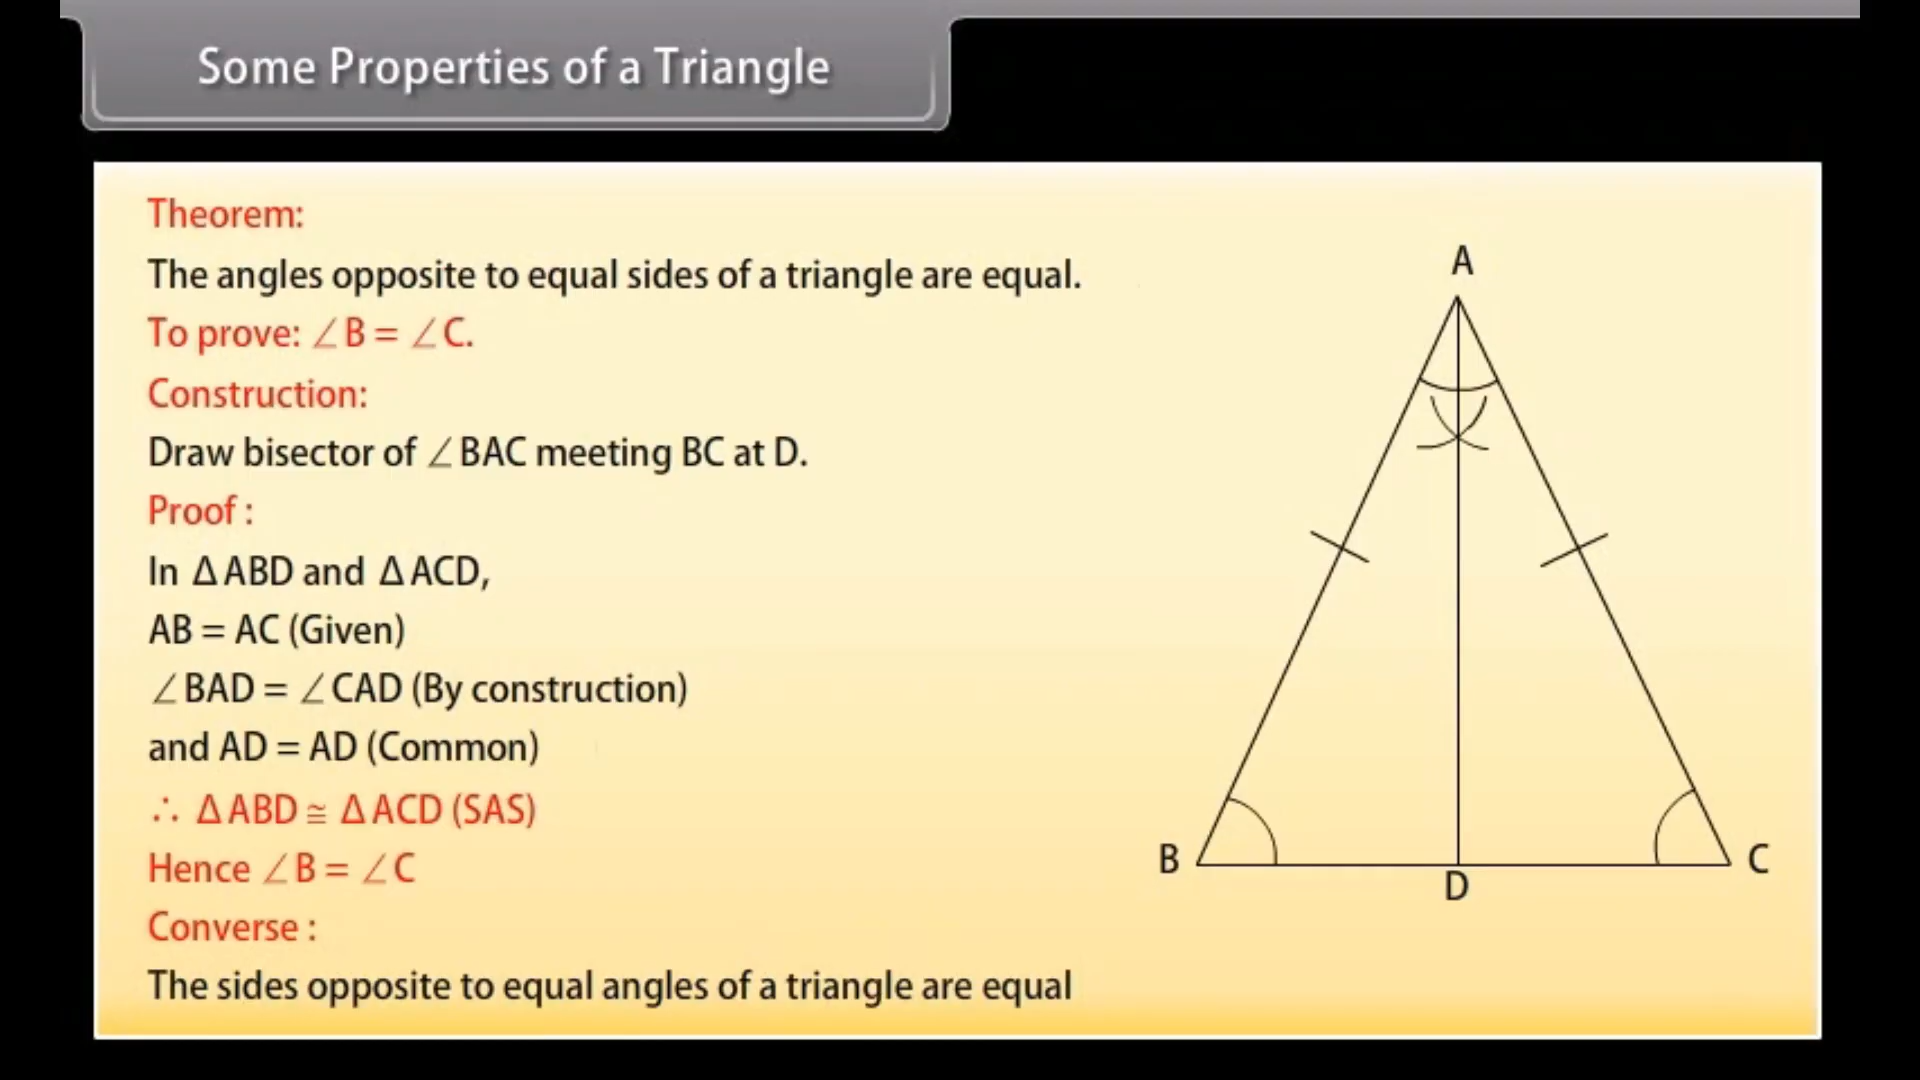 Some Properties of a Triangle
Theorem:
The angles opposite to equal sides of a triangle are equal.
To prove: ∠B = ∠C.
Construction:
Draw bisector of ∠BAC meeting BC at D.
Proof :
In ΔABD and ΔACD,
AB = AC (Given)
∠BAD = ∠CAD (By construction)
and AD = AD (Common)
∴ ΔABD ≅ ΔACD (SAS)
Hence ∠B = ∠C
Converse :
The sides opposite to equal angles of a triangle are equal
A
B
D
C